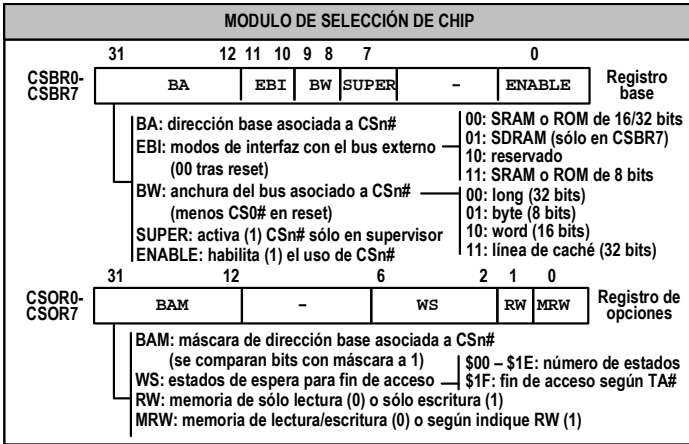 MODULO DE SELECCIÓN DE CHIP
31 12 11 10 9 8 7 0
CSBR0-
CSBR7
BA EBI BW SUPER - ENABLE
Registro
base
BA: dirección base asociada a CSn#
EBI: modos de interfaz con el bus externo
(00 tras reset)
BW: anchura del bus asociado a CSn#
(menos CS0# en reset)
SUPER: activa (1) CSn# sólo en supervisor
ENABLE: habilita (1) el uso de CSn#
00: SRAM o ROM de 16/32 bits
01: SDRAM (sólo en CSBR7)
10: reservado
11: SRAM o ROM de 8 bits
00: long (32 bits)
01: byte (8 bits)
10: word (16 bits)
11: línea de caché (32 bits)
31 12 6 2 1 0
CSOR0-
CSOR7
BAM - WS RW MRW
Registro de
opciones
BAM: máscara de dirección base asociada a CSn#
(se comparan bits con máscara a 1)
WS: estados de espera para fin de acceso
$00 – $1E: número de estados
$1F: fin de acceso según TA#
RW: memoria de sólo lectura (0) o sólo escritura (1)
MRW: memoria de lectura/escritura (0) o según indique RW (1)